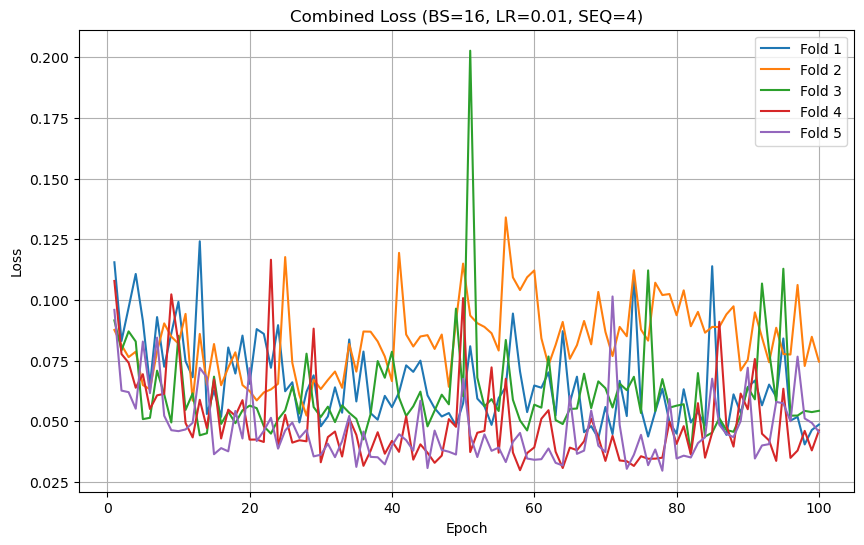 Combined Loss (BS=16, LR=0.01, SEQ=4)
Fold 1
Fold 2
Fold 3
Fold 4
Fold 5
Loss
0.200
0.175
0.150
0.125
0.100
0.075
0.050
0.025
0 20 40 60 80 100
Epoch